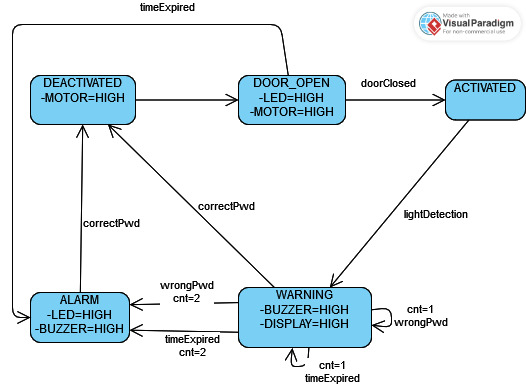 timeExpired
Made with
VisualParadigm
For non-commercial use
DEACTIVATED
-MOTOR=HIGH
DOOR_OPEN
-LED=HIGH
-MOTOR=HIGH
doorClosed
ACTIVATED
correctPwd
correctPwd
lightDetection
ALARM
-LED=HIGH
-BUZZER=HIGH
wrongPwd
cnt=2
timeExpired
cnt=2
WARNING
-BUZZER=HIGH
-DISPLAY=HIGH
cnt=1
wrongPwd
cnt=1
timeExpired